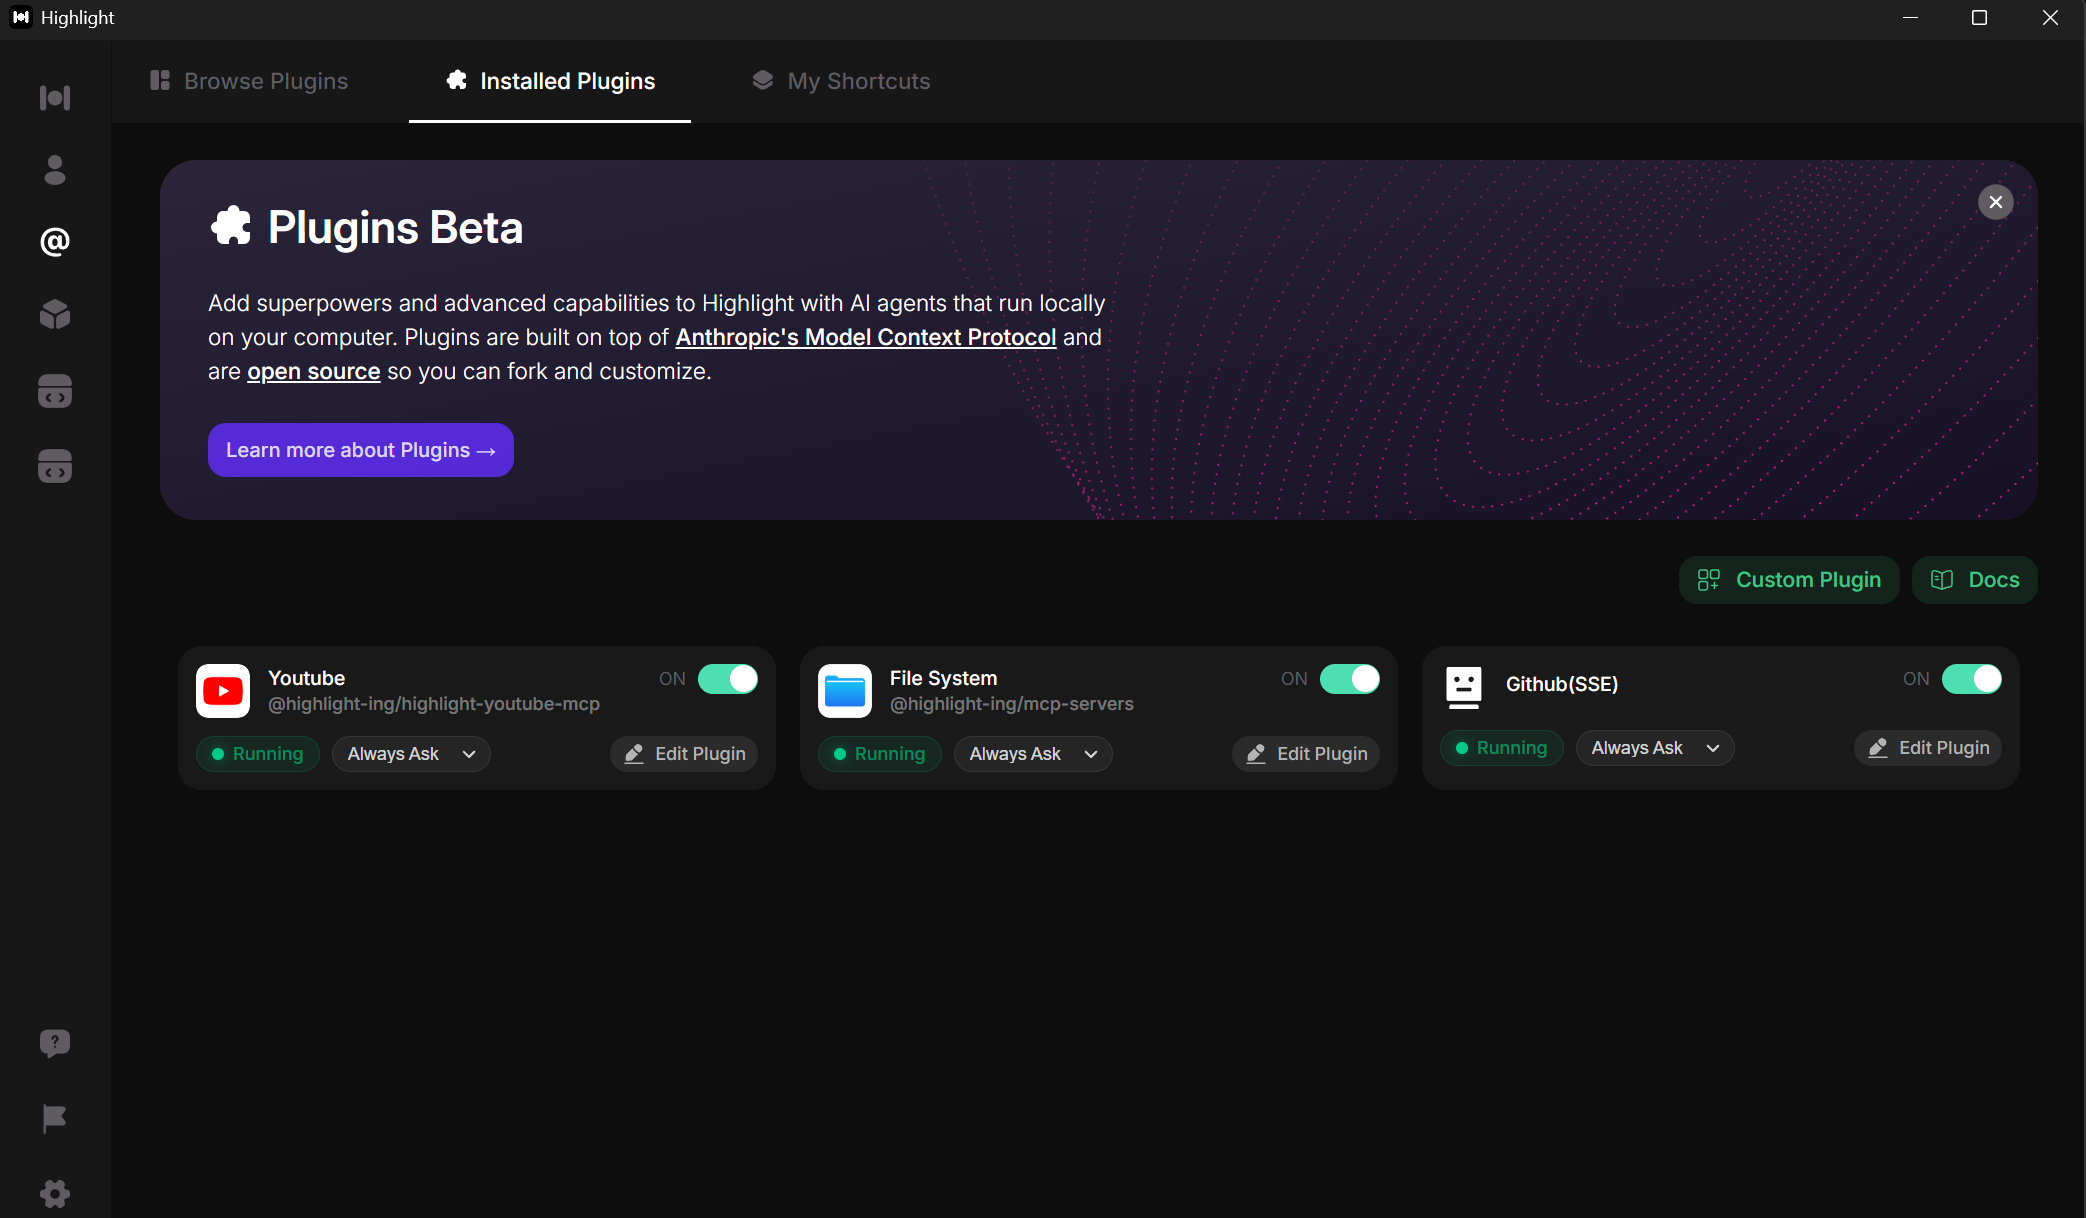 Highlight
Browse Plugins
Installed Plugins
My Shortcuts
Plugins Beta
Add superpowers and advanced capabilities to Highlight with AI agents that run locally
on your computer. Plugins are built on top of Anthropic's Model Context Protocol and
are open source so you can fork and customize.
Learn more about Plugins →
Custom Plugin
Docs
Youtube
ON
@highlight-ing/highlight-youtube-mcp
Running
Always Ask
Edit Plugin
File System
ON
@highlight-ing/mcp-servers
Running
Always Ask
Edit Plugin
Github(SSE)
ON
Running
Always Ask
Edit Plugin